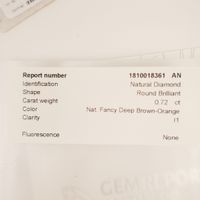 Report number 1810018361 AN
Identification Natural Diamond
Shape Round Brilliant
Carat weight 0.72 ct
Color Nat. Fancy Deep Brown-Orange
Clarity I1
Fluorescence None